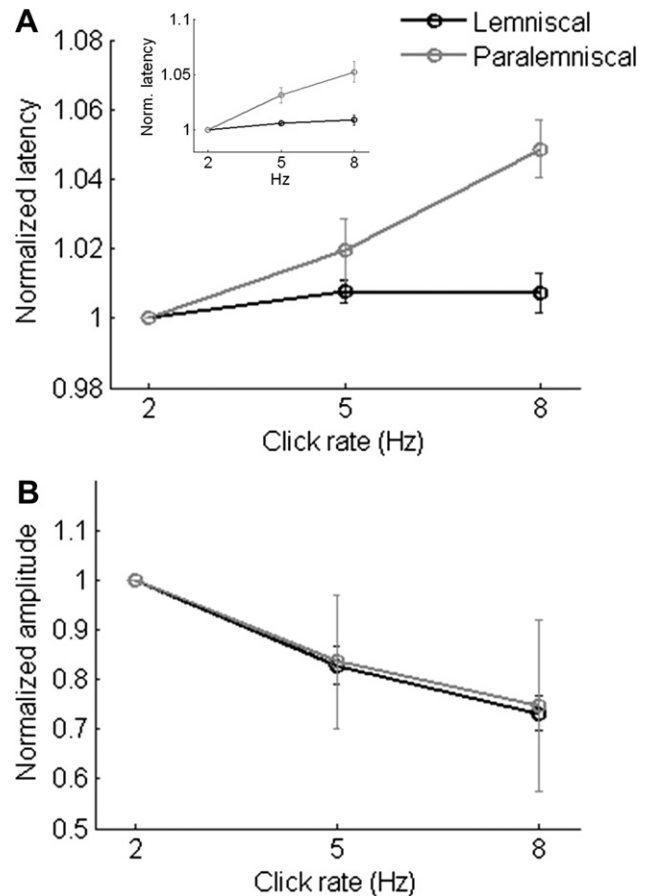 A
Lemniscal
Paralemniscal
Normalized latency
1.08
1.06
1.04
1.02
1
0.98
2 5 8
Click rate (Hz)
Norm. latency
1.1
1.05
1
2 5 8
Hz
B
Normalized amplitude
1.1
1
0.9
0.8
0.7
0.6
0.5
2 5 8
Click rate (Hz)